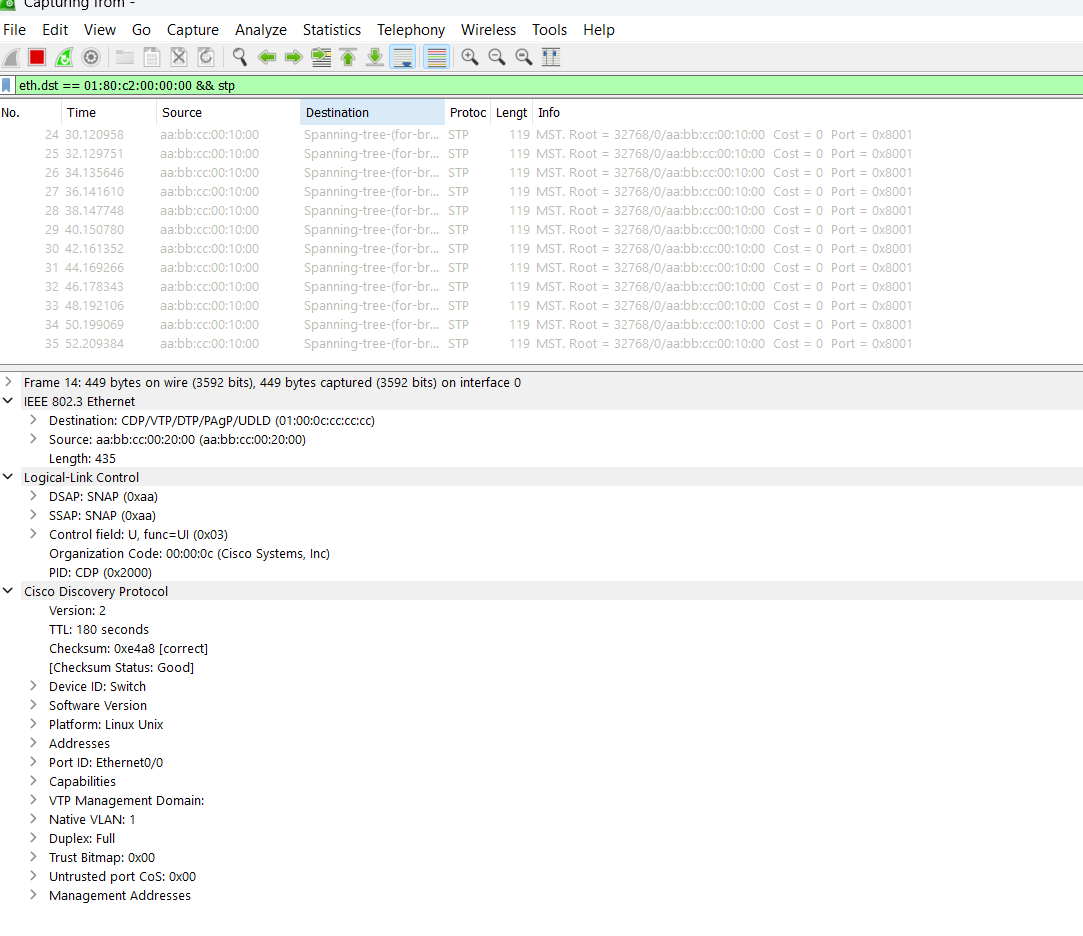 Capturing from -
File Edit View Go Capture Analyze Statistics Telephony Wireless Tools Help
eth.dst == 01:80:c2:00:00:00 && stp
No. Time Source Destination Protoc Lengt Info
24 30.120958 aa:bb:cc:00:10:00 Spanning-tree-(for-br... STP 119 MST. Root = 32768/0/aa:bb:cc:00:10:00 Cost = 0 Port = 0x8001
25 32.129751 aa:bb:cc:00:10:00 Spanning-tree-(for-br... STP 119 MST. Root = 32768/0/aa:bb:cc:00:10:00 Cost = 0 Port = 0x8001
26 34.135646 aa:bb:cc:00:10:00 Spanning-tree-(for-br... STP 119 MST. Root = 32768/0/aa:bb:cc:00:10:00 Cost = 0 Port = 0x8001
27 36.141610 aa:bb:cc:00:10:00 Spanning-tree-(for-br... STP 119 MST. Root = 32768/0/aa:bb:cc:00:10:00 Cost = 0 Port = 0x8001
28 38.147748 aa:bb:cc:00:10:00 Spanning-tree-(for-br... STP 119 MST. Root = 32768/0/aa:bb:cc:00:10:00 Cost = 0 Port = 0x8001
29 40.150780 aa:bb:cc:00:10:00 Spanning-tree-(for-br... STP 119 MST. Root = 32768/0/aa:bb:cc:00:10:00 Cost = 0 Port = 0x8001
30 42.161352 aa:bb:cc:00:10:00 Spanning-tree-(for-br... STP 119 MST. Root = 32768/0/aa:bb:cc:00:10:00 Cost = 0 Port = 0x8001
31 44.169266 aa:bb:cc:00:10:00 Spanning-tree-(for-br... STP 119 MST. Root = 32768/0/aa:bb:cc:00:10:00 Cost = 0 Port = 0x8001
32 46.178343 aa:bb:cc:00:10:00 Spanning-tree-(for-br... STP 119 MST. Root = 32768/0/aa:bb:cc:00:10:00 Cost = 0 Port = 0x8001
33 48.192106 aa:bb:cc:00:10:00 Spanning-tree-(for-br... STP 119 MST. Root = 32768/0/aa:bb:cc:00:10:00 Cost = 0 Port = 0x8001
34 50.199069 aa:bb:cc:00:10:00 Spanning-tree-(for-br... STP 119 MST. Root = 32768/0/aa:bb:cc:00:10:00 Cost = 0 Port = 0x8001
35 52.209384 aa:bb:cc:00:10:00 Spanning-tree-(for-br... STP 119 MST. Root = 32768/0/aa:bb:cc:00:10:00 Cost = 0 Port = 0x8001
Frame 14: 449 bytes on wire (3592 bits), 449 bytes captured (3592 bits) on interface 0
IEEE 802.3 Ethernet
Destination: CDP/VTP/DTP/PAgP/UDLD (01:00:0c:cc:cc:cc)
Source: aa:bb:cc:00:20:00 (aa:bb:cc:00:20:00)
Length: 435
Logical-Link Control
DSAP: SNAP (0xaa)
SSAP: SNAP (0xaa)
Control field: U, func=UI (0x03)
Organization Code: 00:00:0c (Cisco Systems, Inc)
PID: CDP (0x2000)
Cisco Discovery Protocol
Version: 2
TTL: 180 seconds
Checksum: 0xe4a8 [correct]
[Checksum Status: Good]
Device ID: Switch
Software Version
Platform: Linux Unix
Addresses
Port ID: Ethernet0/0
Capabilities
VTP Management Domain:
Native VLAN: 1
Duplex: Full
Trust Bitmap: 0x00
Untrusted port CoS: 0x00
Management Addresses